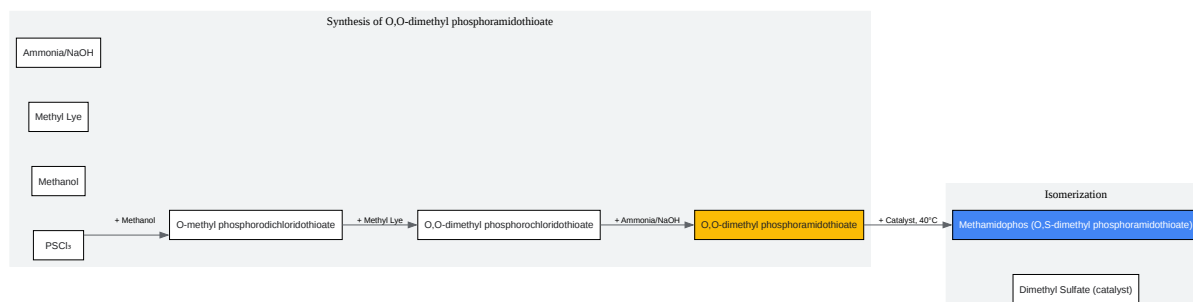 Synthesis of O,O-dimethyl phosphoramidothioate
Ammonia/NaOH
Methyl Lye
Methanol
PSCl₃
+ Methanol
O-methyl phosphorodichloridothioate
+ Methyl Lye
O,O-dimethyl phosphorochloridothioate
+ Ammonia/NaOH
O,O-dimethyl phosphoramidothioate
+ Catalyst, 40°C
Isomerization
Methamidophos (O,S-dimethyl phosphoramidothioate)
Dimethyl Sulfate (catalyst)